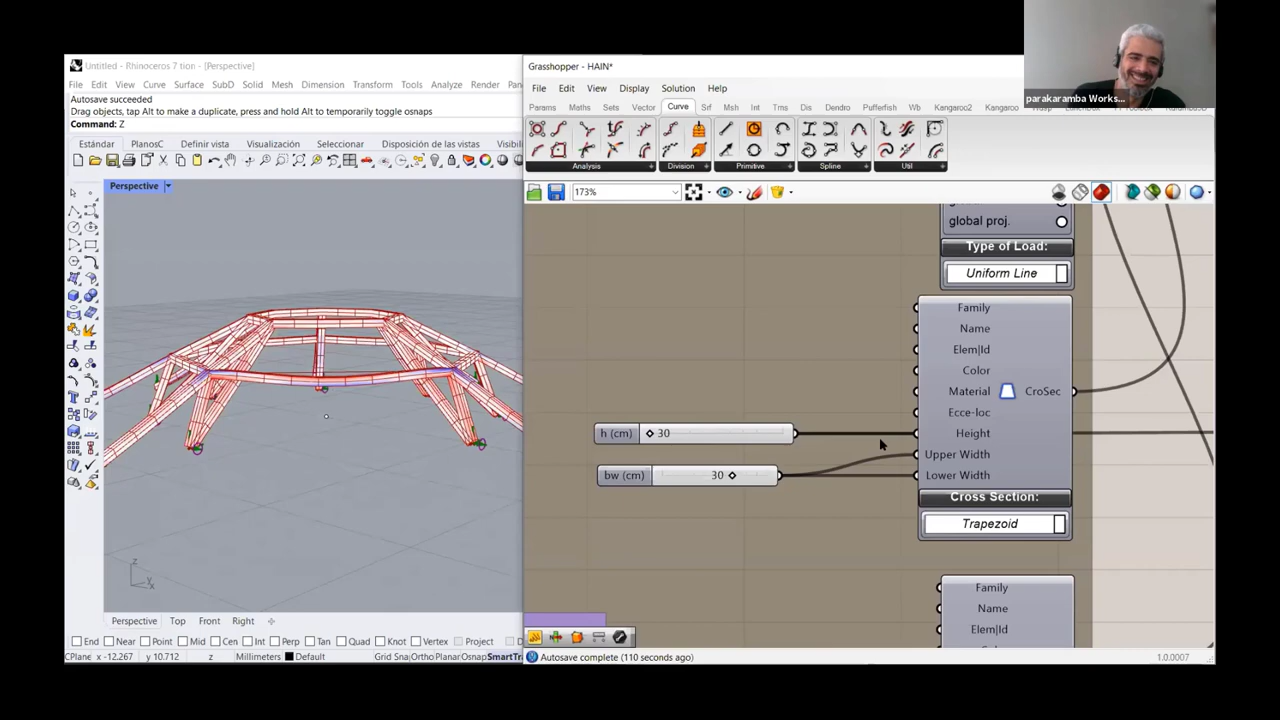 parakaramba Works...
Untitled - Rhinoceros 7 tion - [Perspective]
File Edit View Curve Surface SubD Solid Mesh Dimension Transform Tools Analyze Render
Autosave succeeded
Drag objects, tap Alt to make a duplicate, press and hold Alt to temporarily toggle osnaps
Command: Z
Estándar PlanosC Definir vista Visualización Seleccionar Disposición de las vistas Visibi
Perspective
z
y
x
Perspective Top Front Right
End Near Point Mid Cen Int Perp Tan Quad Knot Vertex Project D
CPlane x -12.267 y 10.712 z Millimeters Default Grid Sna Ortho Planar Osnap SmartTra
Grasshopper - HAIN*
File Edit View Display Solution Help
Params Maths Sets Vector Curve Srf Msh Int Trns Dis Dendro Pufferfish Wb Kangaroo2 Kangaroo
Analysis Division Primitive Spline Util
173%
global proj.
Type of Load:
Uniform Line
Family
Name
Elem|Id
Color
Material CroSec
Ecce-loc
h (cm) 30 Height
Upper Width
bw (cm) 30 Lower Width
Cross Section:
Trapezoid
Family
Name
Elem|Id
Autosave complete (110 seconds ago)
1.0.0007